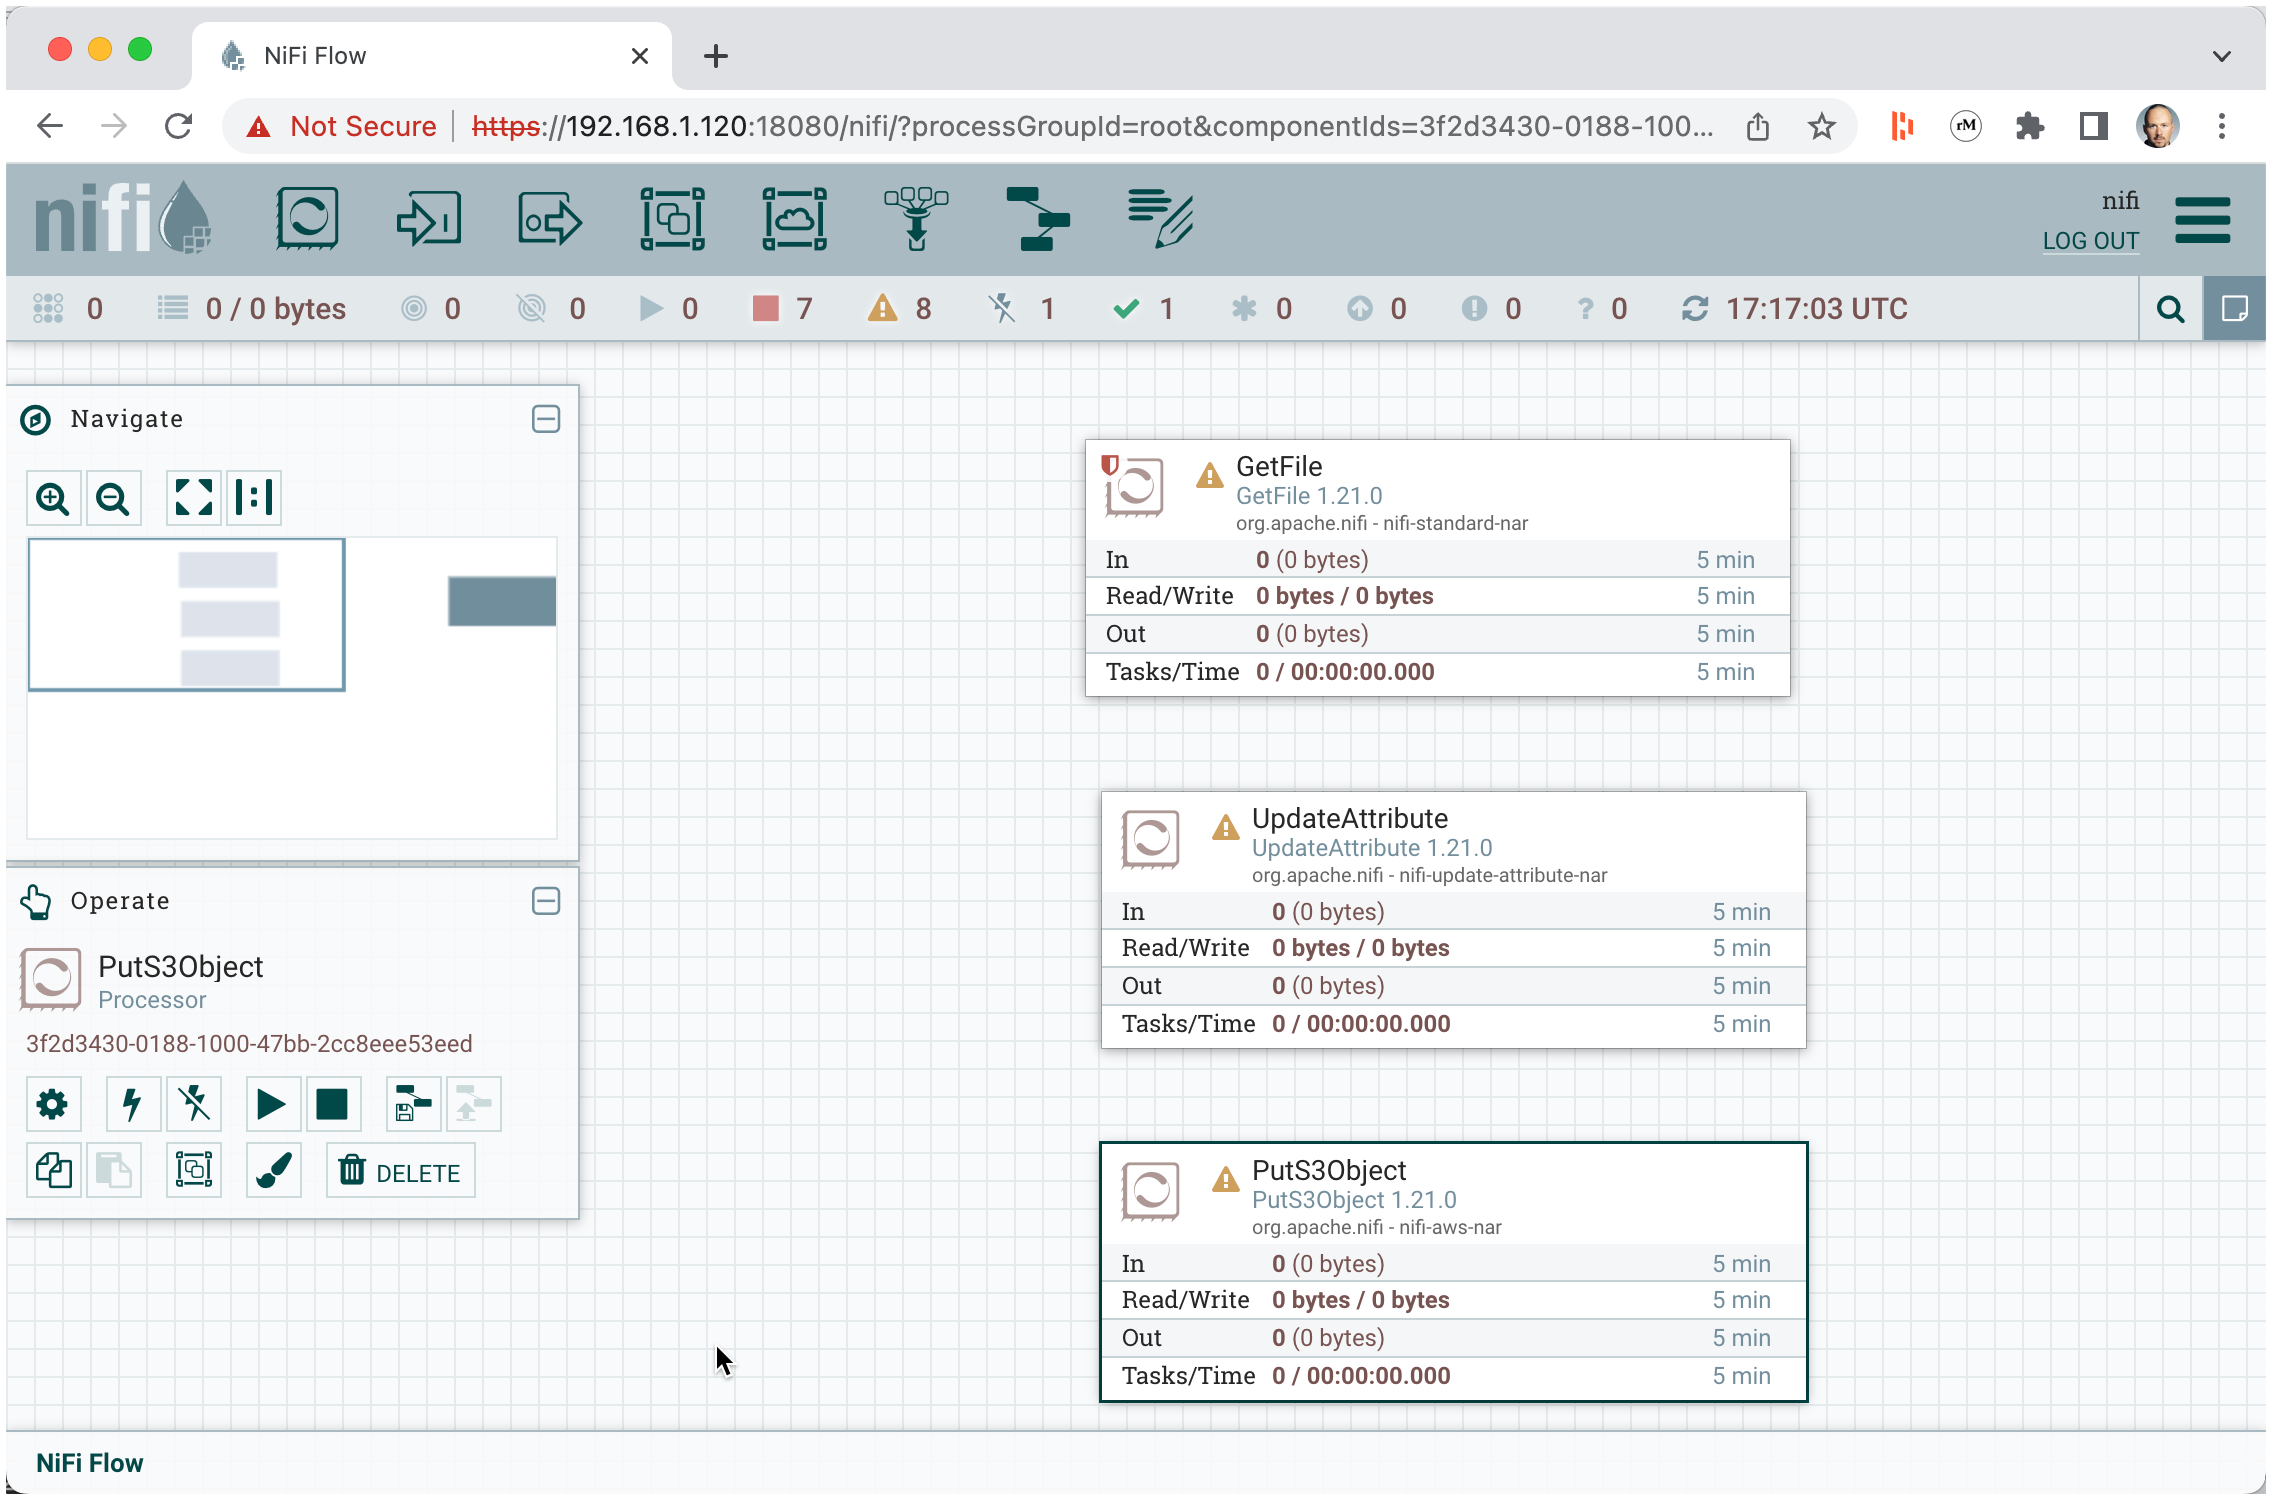 NiFi Flow
Not Secure https://192.168.1.120:18080/nifi/?processGroupId=root&componentIds=3f2d3430-0188-100...
rM
nifi
nifi
LOG OUT
0 0 / 0 bytes 0 0 0 7 8 1 1 0 0 0 ? 0 17:17:03 UTC
Navigate
Operate
PutS3Object
Processor
3f2d3430-0188-1000-47bb-2cc8eee53eed
DELETE
GetFile
GetFile 1.21.0
org.apache.nifi - nifi-standard-nar
In 0 (0 bytes) 5 min
Read/Write 0 bytes / 0 bytes 5 min
Out 0 (0 bytes) 5 min
Tasks/Time 0 / 00:00:00.000 5 min
UpdateAttribute
UpdateAttribute 1.21.0
org.apache.nifi - nifi-update-attribute-nar
In 0 (0 bytes) 5 min
Read/Write 0 bytes / 0 bytes 5 min
Out 0 (0 bytes) 5 min
Tasks/Time 0 / 00:00:00.000 5 min
PutS3Object
PutS3Object 1.21.0
org.apache.nifi - nifi-aws-nar
In 0 (0 bytes) 5 min
Read/Write 0 bytes / 0 bytes 5 min
Out 0 (0 bytes) 5 min
Tasks/Time 0 / 00:00:00.000 5 min
NiFi Flow